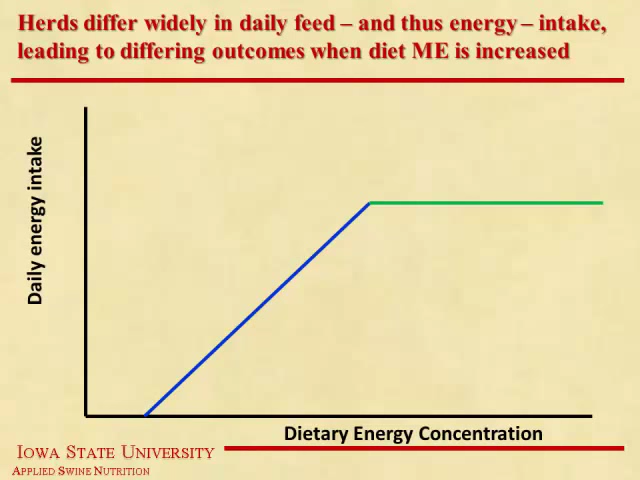 Herds differ widely in daily feed – and thus energy – intake,
leading to differing outcomes when diet ME is increased
Daily energy intake
Dietary Energy Concentration
IOWA STATE UNIVERSITY
APPLIED SWINE NUTRITION